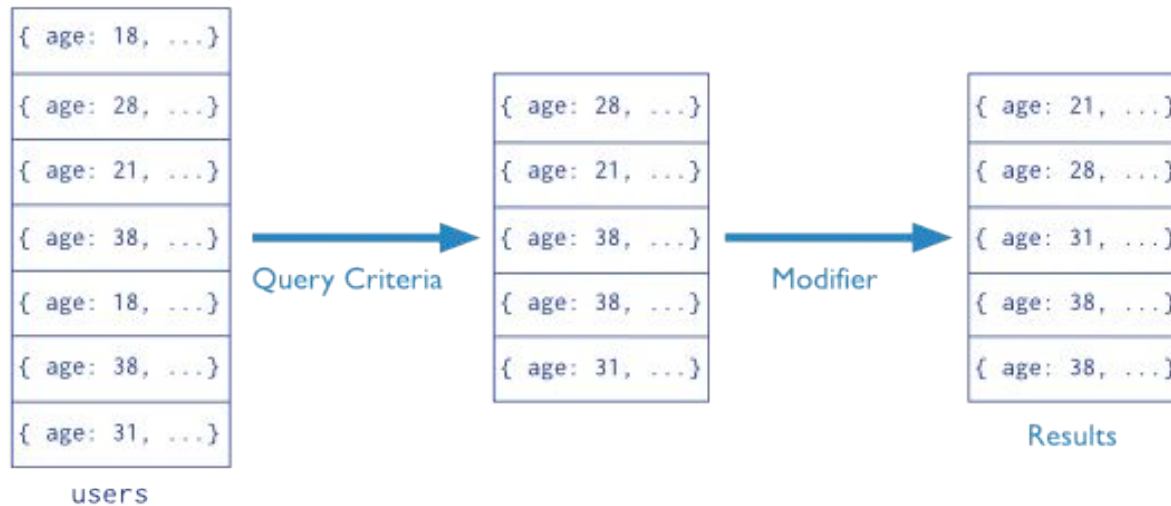 { age: 18, ...}
{ age: 28, ...}
{ age: 21, ...}
{ age: 38, ...}
{ age: 18, ...}
{ age: 38, ...}
{ age: 31, ...}
users
Query Criteria
{ age: 28, ...}
{ age: 21, ...}
{ age: 38, ...}
{ age: 38, ...}
{ age: 31, ...}
Modifier
{ age: 21, ...}
{ age: 28, ...}
{ age: 31, ...}
{ age: 38, ...}
{ age: 38, ...}
Results